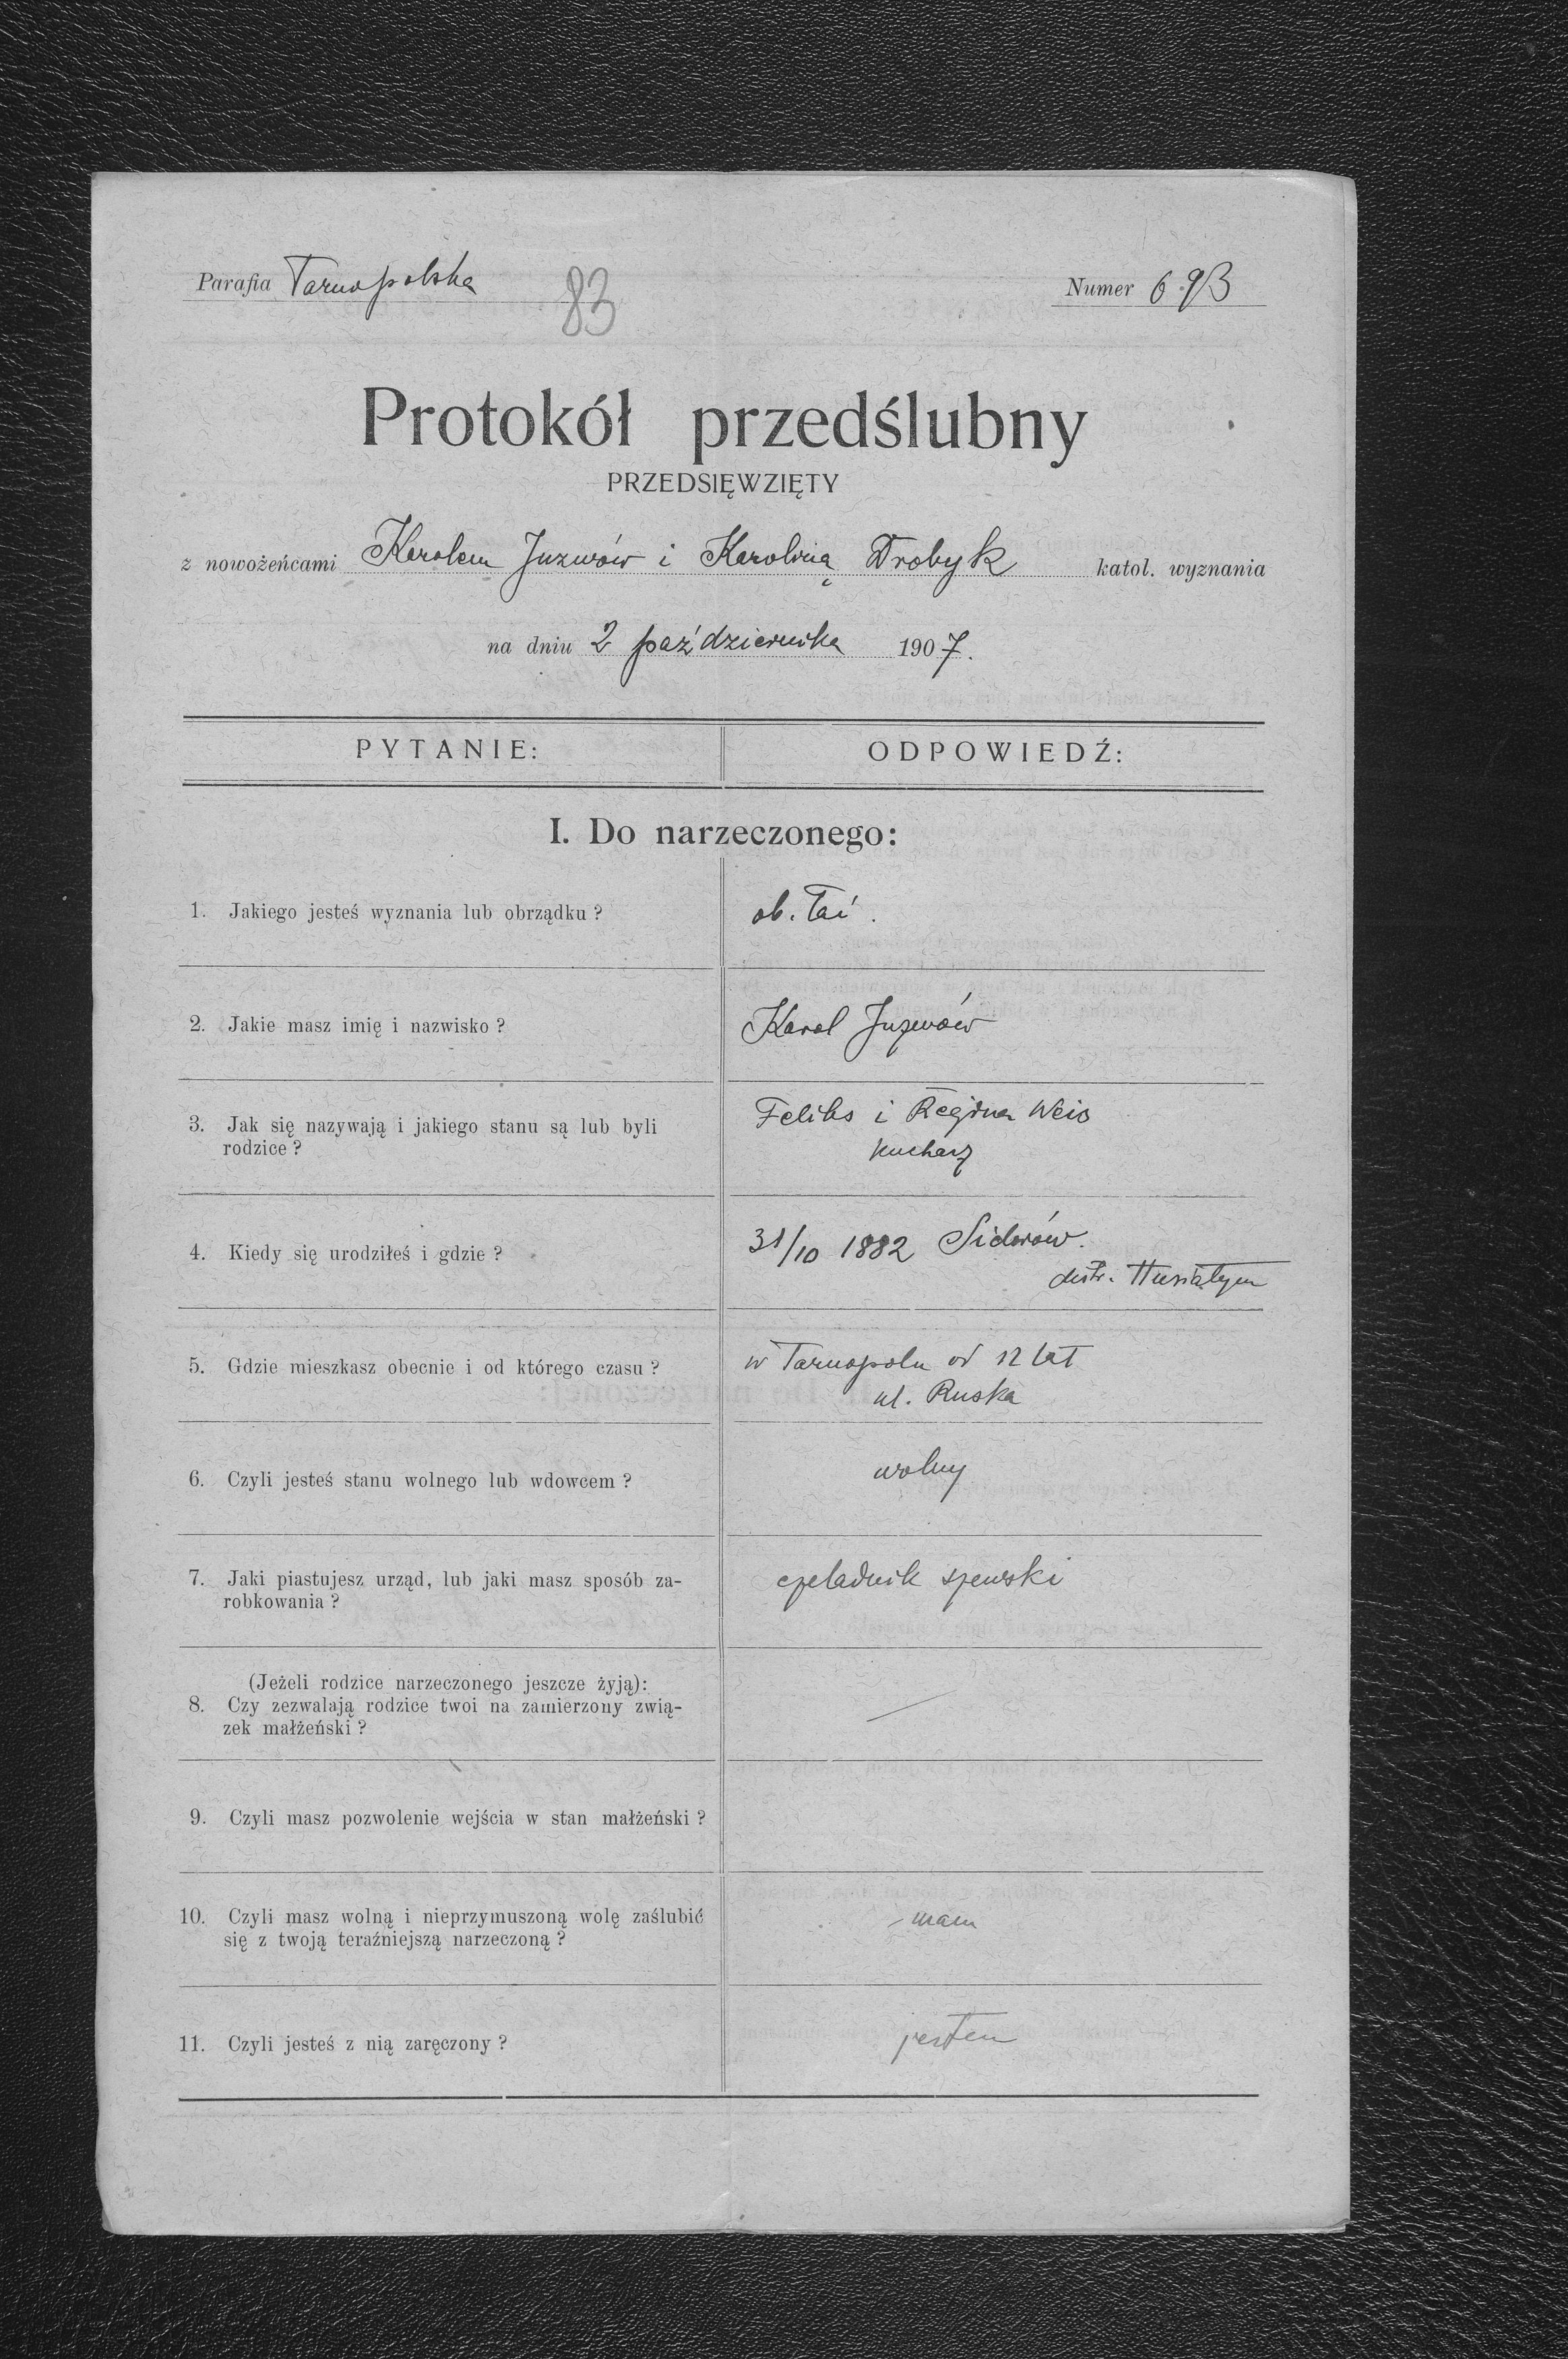 Parafia Tarnopolska
83
Numer 693
Protokół przedślubny
PRZEDSIĘWZIĘTY
z nowożeńcami Karolem Juzwów i Karoliną Drobyk katol. wyznania
na dniu 2 października 1907.
PYTANIE:
ODPOWIEDŹ:
I. Do narzeczonego:
1. Jakiego jesteś wyznania lub obrządku?
ob. łać.
2. Jakie masz imię i nazwisko?
Karol Juzwów
3. Jak się nazywają i jakiego stanu są lub byli
rodzice?
Feliks i Regina Weis
kucharz
4. Kiedy się urodziłeś i gdzie?
31/10 1882 Sidorów.
distr. Husiatyn
5. Gdzie mieszkasz obecnie i od którego czasu?
w Tarnopolu od 12 lat
ul. Ruska
6. Czyli jesteś stanu wolnego lub wdowcem?
wolny
7. Jaki piastujesz urząd, lub jaki masz sposób za-
robkowania?
czeladnik szewski
(Jeżeli rodzice narzeczonego jeszcze żyją):
8. Czy zezwalają rodzice twoi na zamierzony zwią-
zek małżeński?
—
9. Czyli masz pozwolenie wejścia w stan małżeński?
10. Czyli masz wolną i nieprzymuszoną wolę zaślubić
się z twoją teraźniejszą narzeczoną?
mam
11. Czyli jesteś z nią zaręczony?
jestem